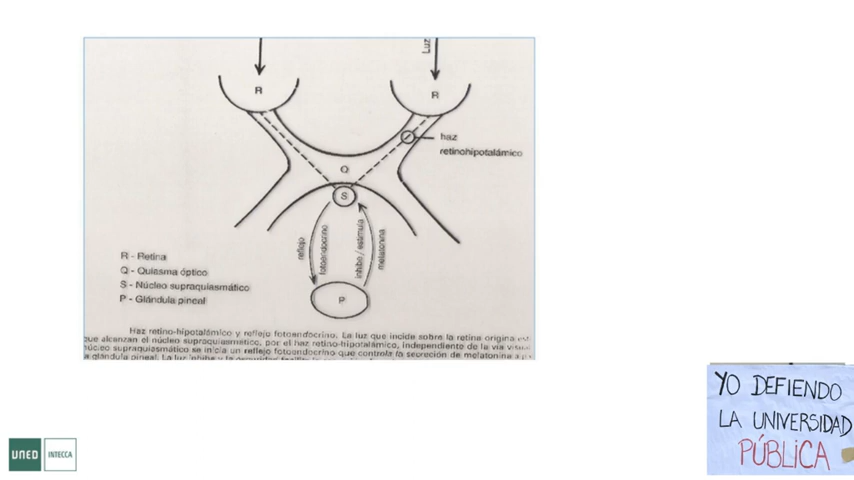 Luz
R
R
haz
retinohipotalámico
Q
S
reflejo
fotoendocrino
inhibe / estimula
melatonina
P
R - Retina
Q - Quiasma óptico
S - Núcleo supraquiasmático
P - Glándula pineal
Haz retino-hipotalámico y reflejo fotoendocrino. La luz que incide sobre la retina origina
que alcanzan el núcleo supraquiasmático, por el haz retino-hipotalámico, independiente de la vía
núcleo supraquiasmático se inicia un reflejo fotoendocrino que controla la secreción de melatonina
a glándula pineal. La luz inhibe y la
UNED
INTECCA
YO DEFIENDO
LA UNIVERSIDAD
PÚBLICA